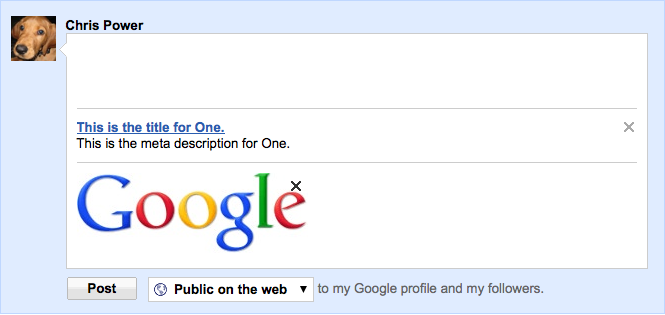 Chris Power
This is the title for One.
This is the meta description for One.
Google
Post
Public on the web
to my Google profile and my followers.